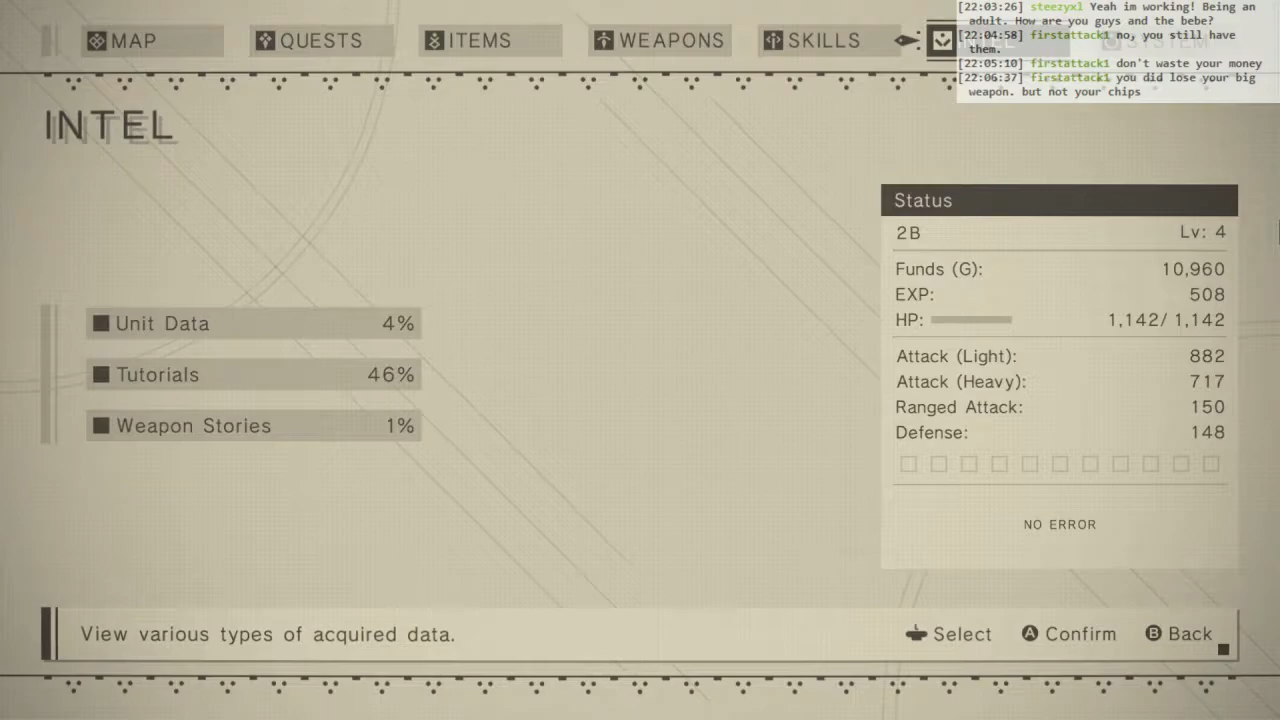 MAP
QUESTS
ITEMS
WEAPONS
SKILLS
INTEL
SYSTEM
[22:03:26] steezyxl Yeah im working! Being an
adult. How are you guys and the bebe?
[22:04:58] firstattack1 no, you still have
them.
[22:05:10] firstattack1 don't waste your money
[22:06:37] firstattack1 you did lose your big
weapon. but not your chips
INTEL
Status
2B Lv: 4
Funds (G): 10,960
EXP: 508
HP: 1,142/ 1,142
Attack (Light): 882
Attack (Heavy): 717
Ranged Attack: 150
Defense: 148
NO ERROR
Unit Data 4%
Tutorials 46%
Weapon Stories 1%
View various types of acquired data.
Select A Confirm B Back